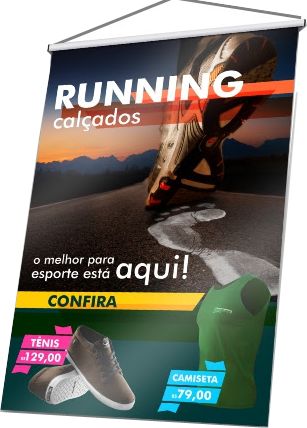 RUNNING
calçados
o melhor para
esporte está aqui!
CONFIRA
TÊNIS
R$129,00
CAMISETA
R$79,00